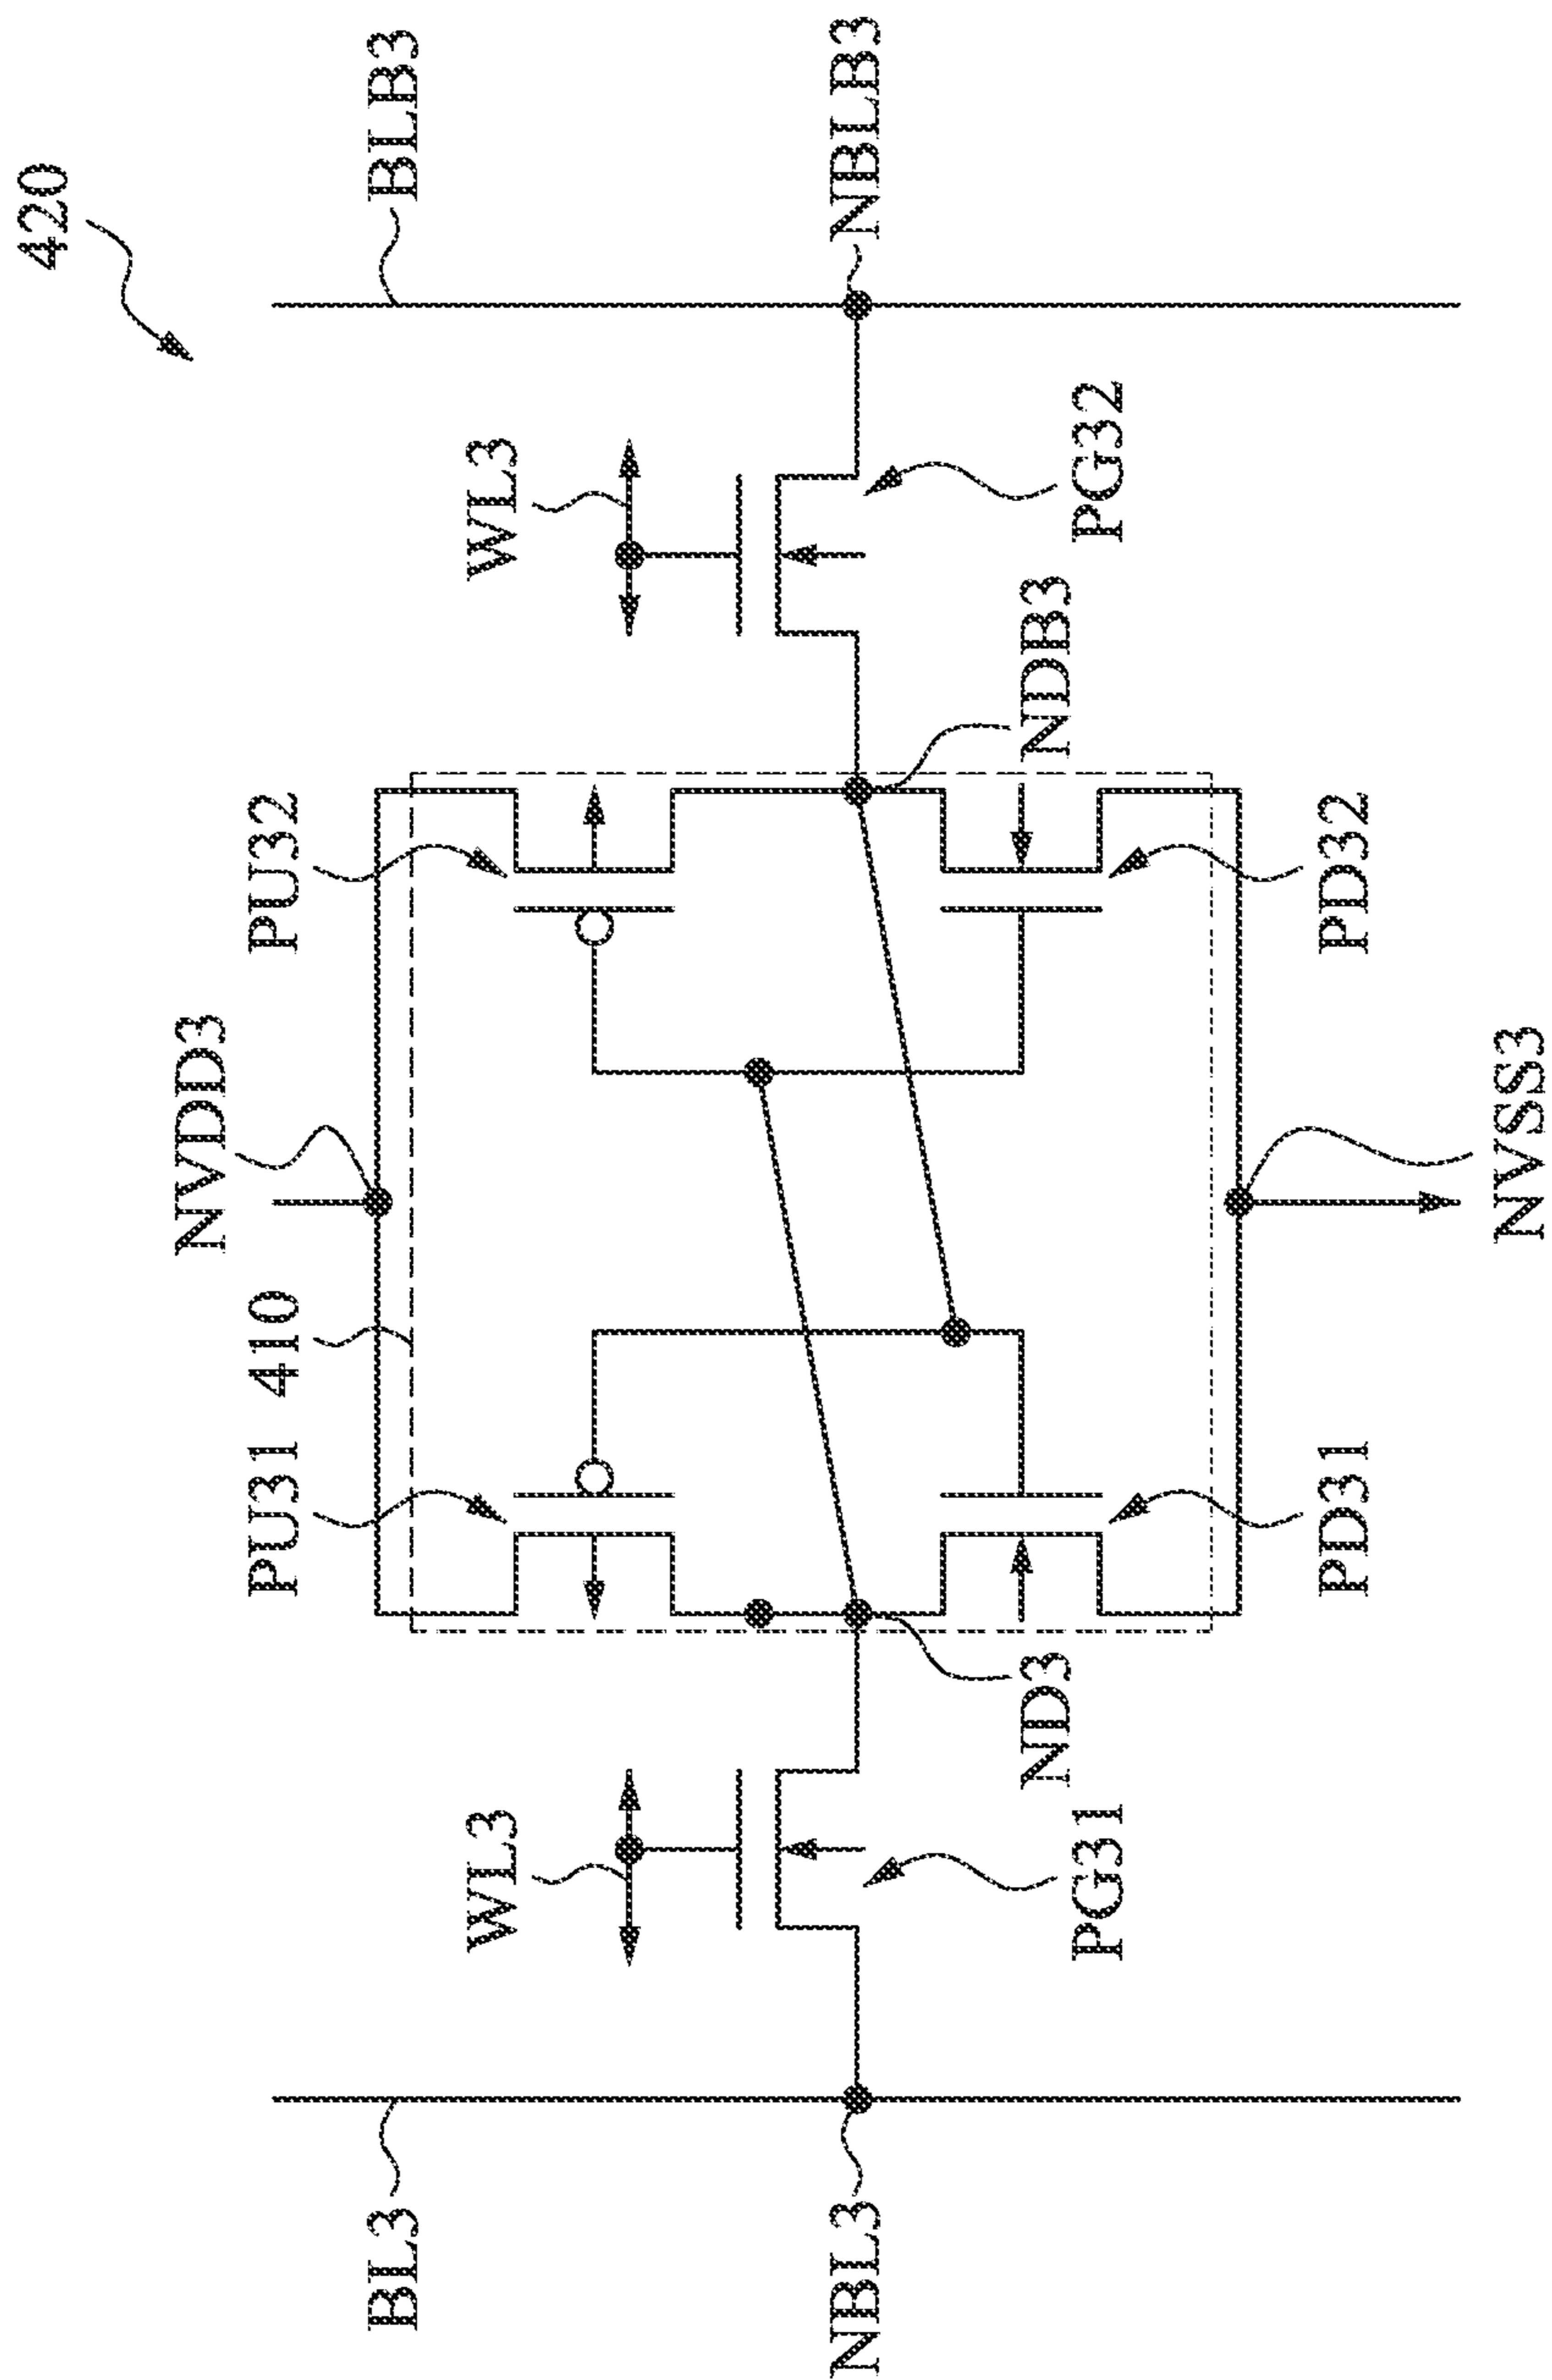 420
NVDD3
PU31
410
PU32
BL3
BLB3
WL3
WL3
NBL3
NBLB3
ND3
NDB3
PG31
PG32
PD31
PD32
NVSS3